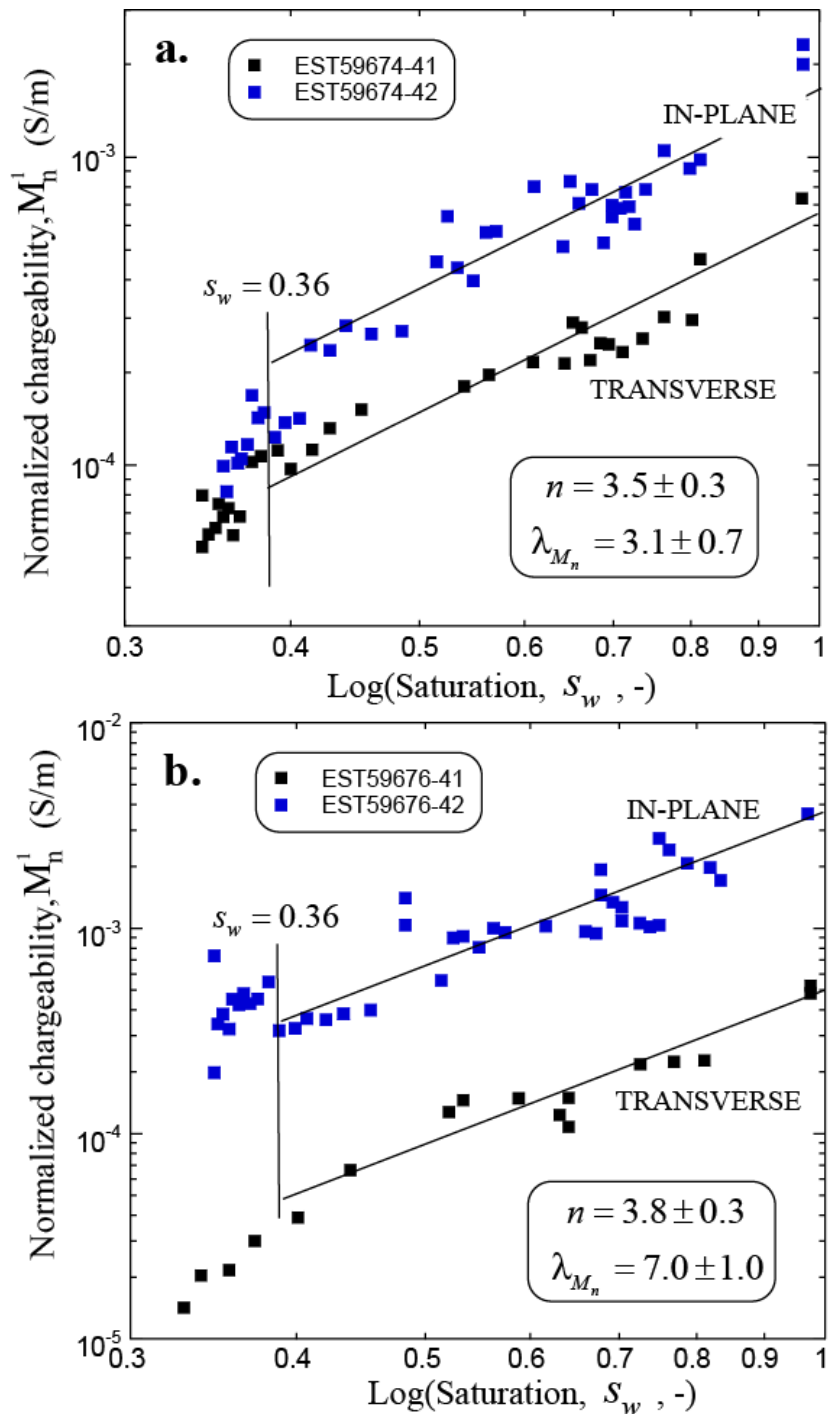 a.
EST59674-41
EST59674-42
IN-PLANE
s_w = 0.36
TRANSVERSE
n = 3.5 ± 0.3
λ_{M_n} = 3.1 ± 0.7
Normalized chargeability, M_n^1 (S/m)
10^{-3}
10^{-4}
0.3 0.4 0.5 0.6 0.7 0.8 0.9 1
Log(Saturation, s_w , -)
b.
EST59676-41
EST59676-42
IN-PLANE
s_w = 0.36
TRANSVERSE
n = 3.8 ± 0.3
λ_{M_n} = 7.0 ± 1.0
Normalized chargeability, M_n^1 (S/m)
10^{-2}
10^{-3}
10^{-4}
10^{-5}
0.3 0.4 0.5 0.6 0.7 0.8 0.9 1
Log(Saturation, s_w , -)